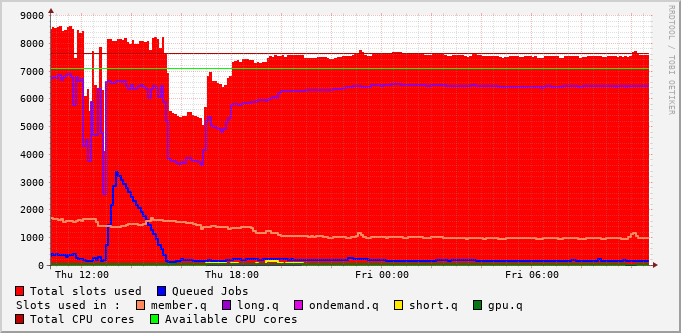 RRDTOOL / TOBI OETIKER
9000
8000
7000
6000
5000
4000
3000
2000
1000
0
Thu 12:00 Thu 18:00 Fri 00:00 Fri 06:00
Total slots used Queued Jobs
Slots used in : member.q long.q ondemand.q short.q gpu.q
Total CPU cores Available CPU cores